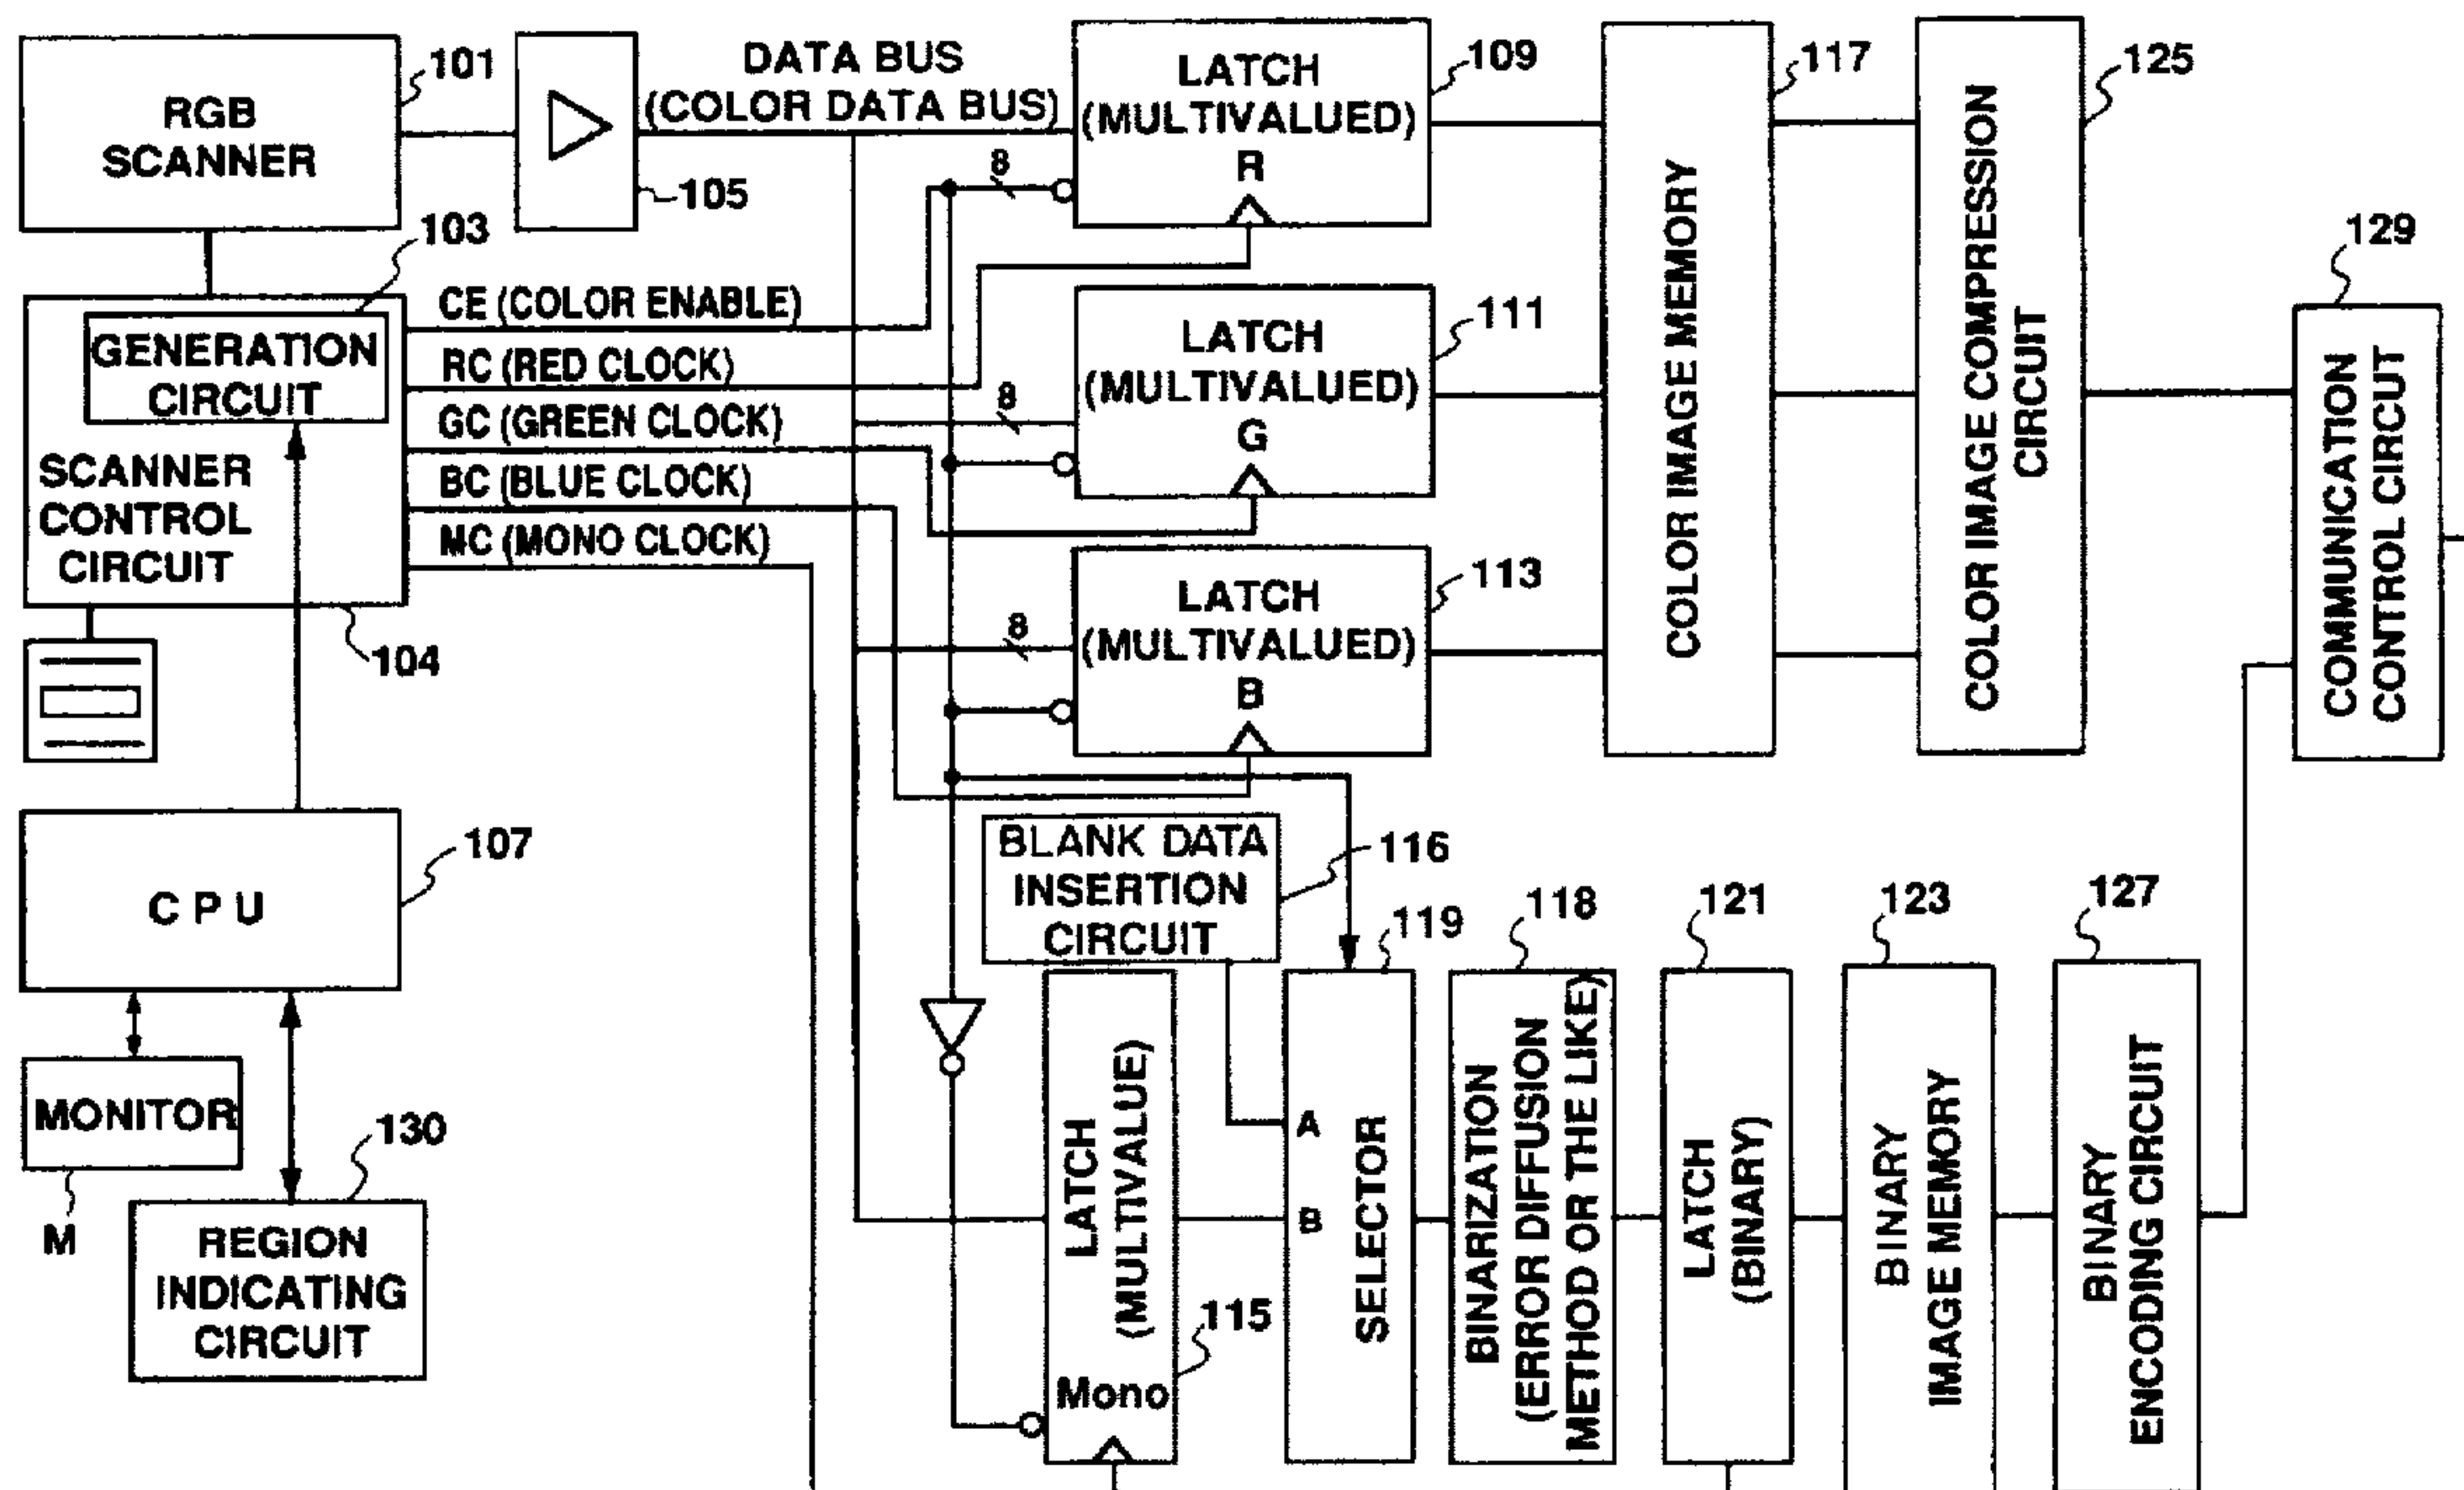 RGB
SCANNER
101
105
DATA BUS
(COLOR DATA BUS)
LATCH
(MULTIVALUED)
R
8
109
117
125
COLOR IMAGE MEMORY
COLOR IMAGE COMPRESSION
CIRCUIT
129
COMMUNICATION
CONTROL CIRCUT
103
GENERATION
CIRCUIT
SCANNER
CONTROL
CIRCUIT
104
CE (COLOR ENABLE)
RC (RED CLOCK)
GC (GREEN CLOCK)
BC (BLUE CLOCK)
MC (MONO CLOCK)
8
LATCH
(MULTIVALUED)
G
111
8
LATCH
(MULTIVALUED)
B
113
CPU
107
MONITOR
M
130
REGION
INDICATING
CIRCUIT
BLANK DATA
INSERTION
CIRCUIT
116
LATCH
(MULTIVALUE)
Mono
115
119
A
B
SELECTOR
118
BINARIZATION
(ERROR DIFFUSION
METHOD OR THE LIKE)
121
LATCH
(BINARY)
123
BINARY
IMAGE MEMORY
127
BINARY
ENCODING CIRCUIT